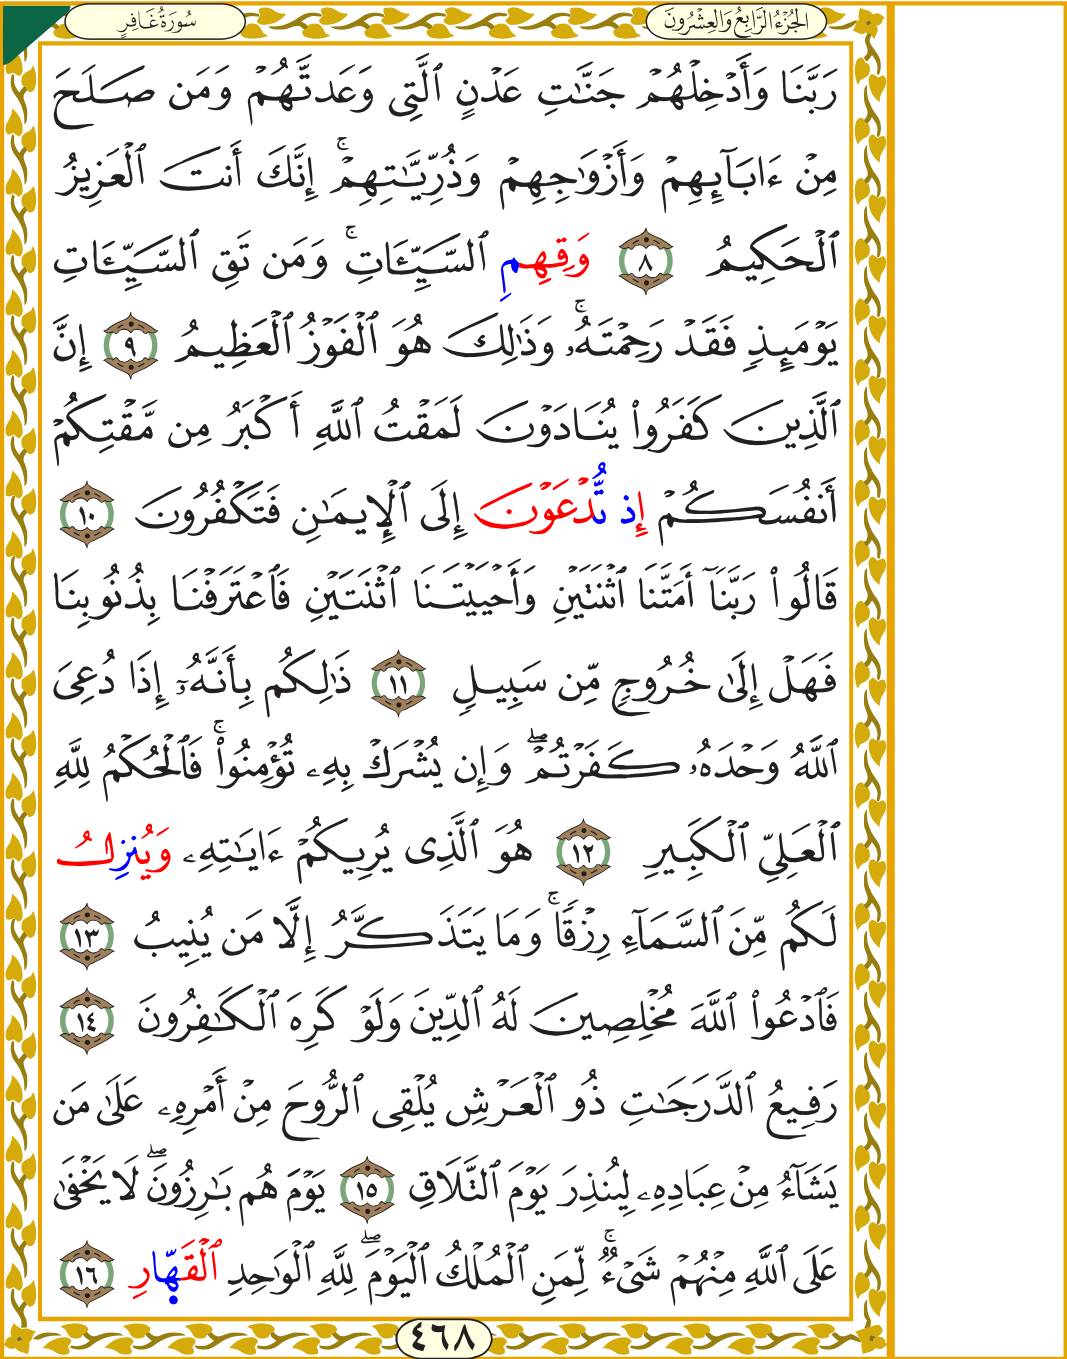 الجُزْءُ الرَّابِعُ وَالعِشْرُونَ
سُورَةُ غَافِرٍ
رَبَّنَا وَأَدْخِلْهُمْ جَنَّٰتِ عَدْنٍ ٱلَّتِى وَعَدتَّهُمْ وَمَن صَلَحَ
مِنْ ءَابَآئِهِمْ وَأَزْوَٰجِهِمْ وَذُرِّيَّٰتِهِمْۚ إِنَّكَ أَنتَ ٱلْعَزِيزُ
ٱلْحَكِيمُ ٨ وَقِهِمِ ٱلسَّيِّـَٔاتِۚ وَمَن تَقِ ٱلسَّيِّـَٔاتِ
يَوْمَئِذٍ فَقَدْ رَحِمْتَهُۥۚ وَذَٰلِكَ هُوَ ٱلْفَوْزُ ٱلْعَظِيمُ ٩ إِنَّ
ٱلَّذِينَ كَفَرُوا۟ يُنَادَوْنَ لَمَقْتُ ٱللَّهِ أَكْبَرُ مِن مَّقْتِكُمْ
أَنفُسَكُمْ إِذ تُّدْعَوْنَ إِلَى ٱلْإِيمَٰنِ فَتَكْفُرُونَ ١٠
قَالُوا۟ رَبَّنَآ أَمَتَّنَا ٱثْنَتَيْنِ وَأَحْيَيْتَنَا ٱثْنَتَيْنِ فَٱعْتَرَفْنَا بِذُنُوبِنَا
فَهَلْ إِلَىٰ خُرُوجٍ مِّن سَبِيلٍ ١١ ذَٰلِكُم بِأَنَّهُۥٓ إِذَا دُعِىَ
ٱللَّهُ وَحْدَهُۥ كَفَرْتُمْۖ وَإِن يُشْرَكْ بِهِۦ تُؤْمِنُوا۟ۚ فَٱلْحُكْمُ لِلَّهِ
ٱلْعَلِىِّ ٱلْكَبِيرِ ١٢ هُوَ ٱلَّذِى يُرِيكُمْ ءَايَٰتِهِۦ وَيُنزِلُ
لَكُم مِّنَ ٱلسَّمَآءِ رِزْقًاۚ وَمَا يَتَذَكَّرُ إِلَّا مَن يُنِيبُ ١٣
فَٱدْعُوا۟ ٱللَّهَ مُخْلِصِينَ لَهُ ٱلدِّينَ وَلَوْ كَرِهَ ٱلْكَٰفِرُونَ ١٤
رَفِيعُ ٱلدَّرَجَٰتِ ذُو ٱلْعَرْشِ يُلْقِى ٱلرُّوحَ مِنْ أَمْرِهِۦ عَلَىٰ مَن
يَشَآءُ مِنْ عِبَادِهِۦ لِيُنذِرَ يَوْمَ ٱلتَّلَاقِ ١٥ يَوْمَ هُم بَٰرِزُونَۖ لَا يَخْفَىٰ
عَلَى ٱللَّهِ مِنْهُمْ شَىْءٌۚ لِّمَنِ ٱلْمُلْكُ ٱلْيَوْمَۖ لِلَّهِ ٱلْوَٰحِدِ ٱلْقَهَّارِ ١٦
٤٦٨